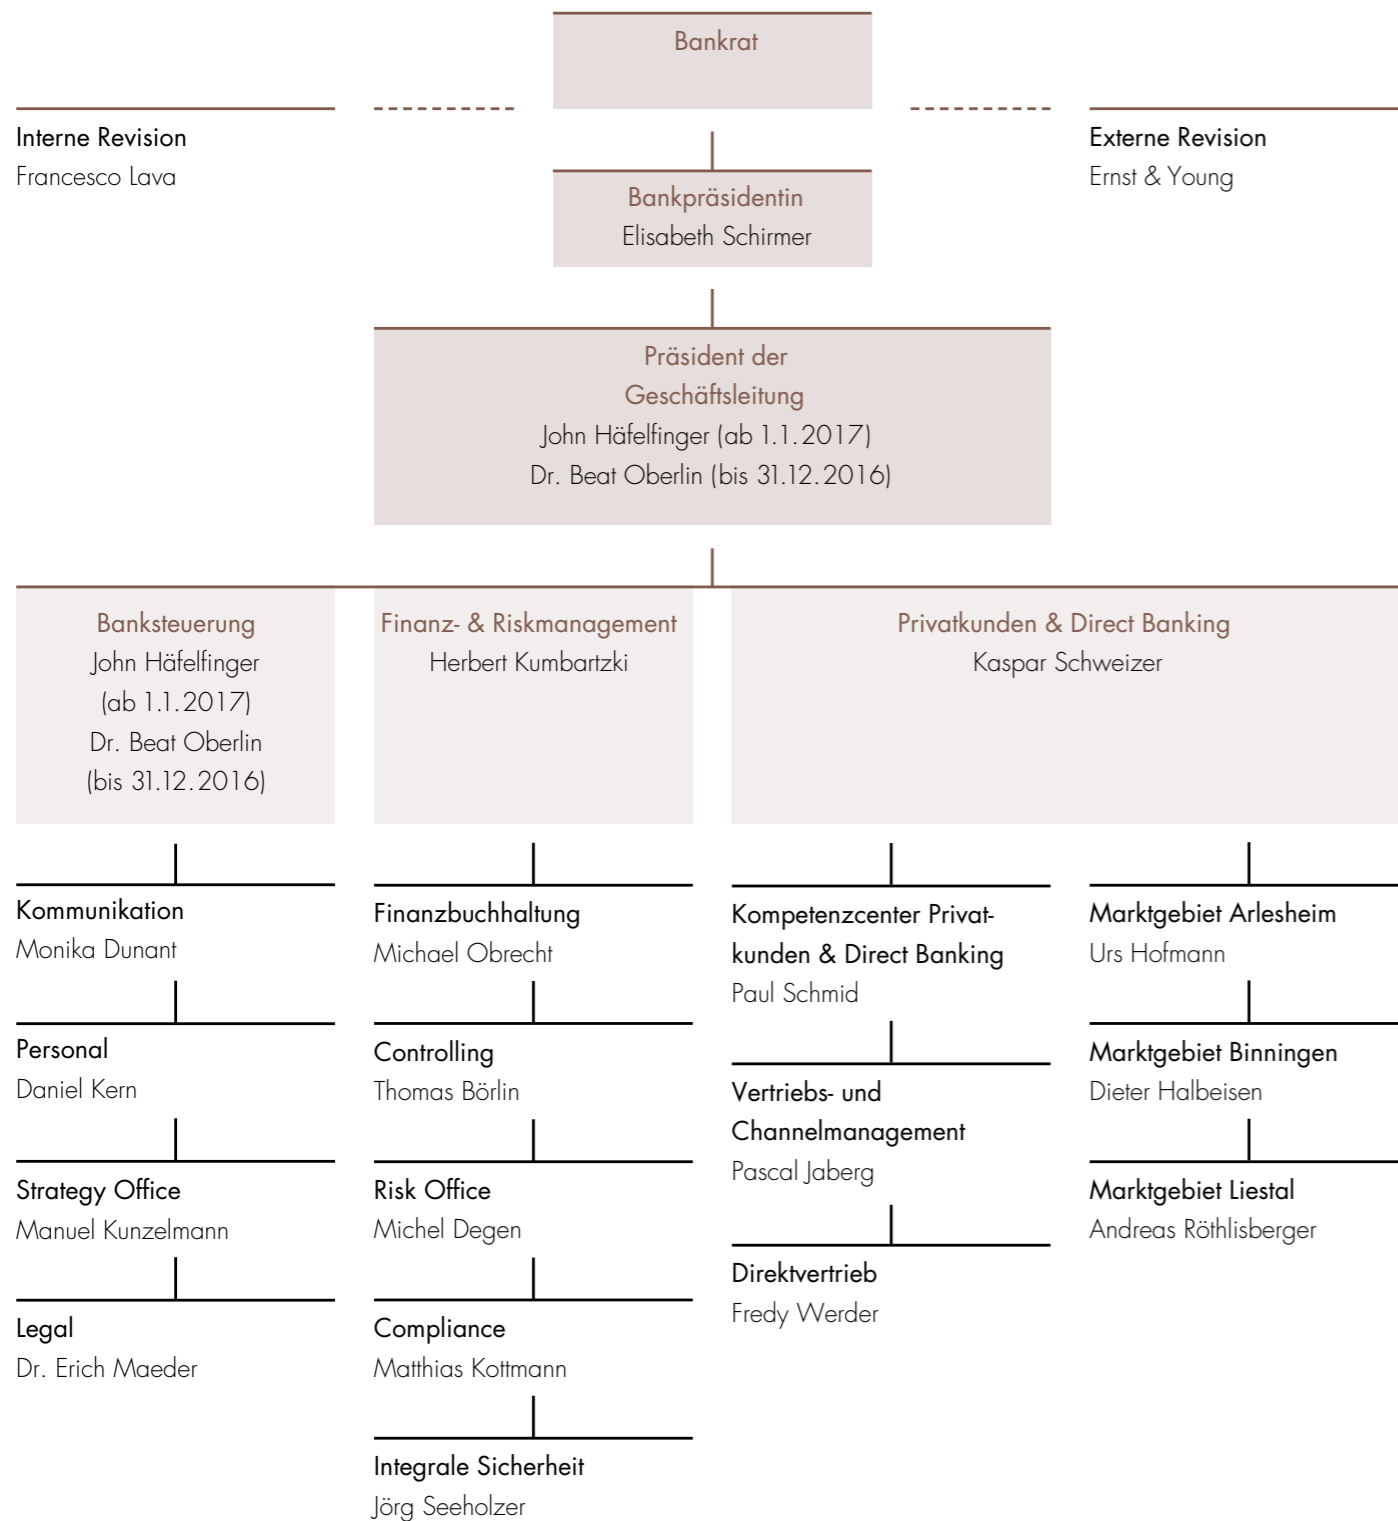 Bankrat
Interne Revision
Francesco Lava
Externe Revision
Ernst & Young
Bankpräsidentin
Elisabeth Schirmer
Präsident der
Geschäftsleitung
John Häfelfinger (ab 1.1.2017)
Dr. Beat Oberlin (bis 31.12.2016)
Banksteuerung
John Häfelfinger
(ab 1.1.2017)
Dr. Beat Oberlin
(bis 31.12.2016)
Finanz- & Riskmanagement
Herbert Kumbartzki
Privatkunden & Direct Banking
Kaspar Schweizer
Kommunikation
Monika Dunant
Personal
Daniel Kern
Strategy Office
Manuel Kunzelmann
Legal
Dr. Erich Maeder
Finanzbuchhaltung
Michael Obrecht
Controlling
Thomas Börlin
Risk Office
Michel Degen
Compliance
Matthias Kottmann
Integrale Sicherheit
Jörg Seeholzer
Kompetenzcenter Privat-
kunden & Direct Banking
Paul Schmid
Vertriebs- und
Channelmanagement
Pascal Jaberg
Direktvertrieb
Fredy Werder
Marktgebiet Arlesheim
Urs Hofmann
Marktgebiet Binningen
Dieter Halbeisen
Marktgebiet Liestal
Andreas Röthlisberger